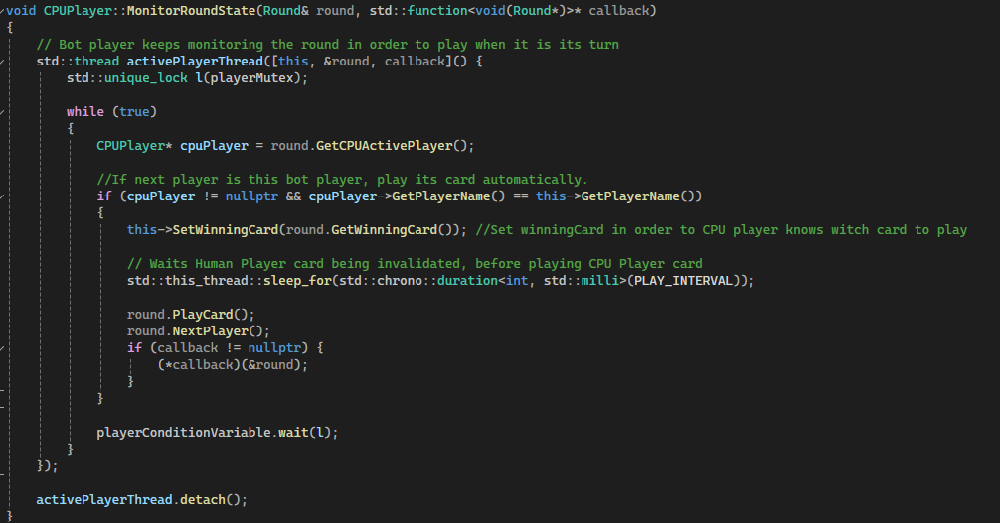 void CPUPlayer::MonitorRoundState(Round& round, std::function<void(Round*)>* callback)
{
// Bot player keeps monitoring the round in order to play when it is its turn
std::thread activePlayerThread([this, &round, callback]() {
std::unique_lock l(playerMutex);
while (true)
{
CPUPlayer* cpuPlayer = round.GetCPUActivePlayer();
//If next player is this bot player, play its card automatically.
if (cpuPlayer != nullptr && cpuPlayer->GetPlayerName() == this->GetPlayerName())
{
this->SetWinningCard(round.GetWinningCard()); //Set winningCard in order to CPU player knows witch card to play
// Waits Human Player card being invalidated, before playing CPU Player card
std::this_thread::sleep_for(std::chrono::duration<int, std::milli>(PLAY_INTERVAL));
round.PlayCard();
round.NextPlayer();
if (callback != nullptr) {
(*callback)(&round);
}
}
playerConditionVariable.wait(l);
}
});
activePlayerThread.detach();
}